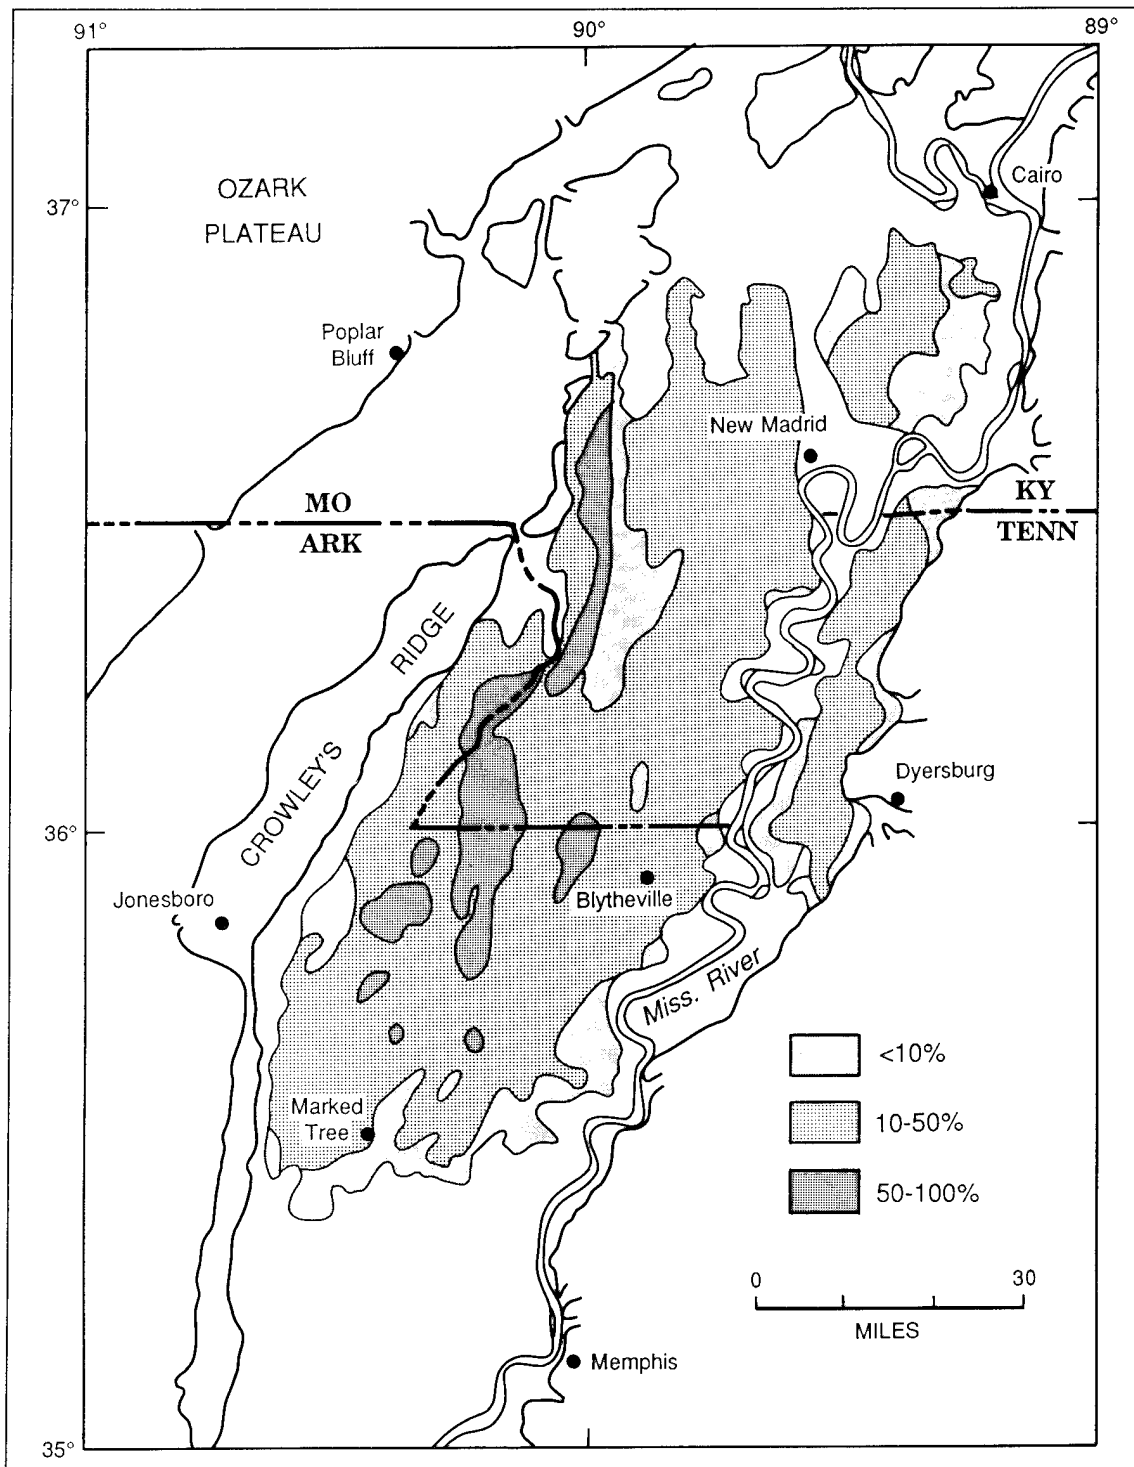 91°
90°
89°
OZARK
PLATEAU
37°
Cairo
Poplar
Bluff
New Madrid
MO
ARK
KY
TENN
RIDGE
CROWLEY'S
Dyersburg
36°
Jonesboro
Blytheville
Miss. River
<10%
Marked
Tree
10-50%
50-100%
0 30
MILES
Memphis
35°